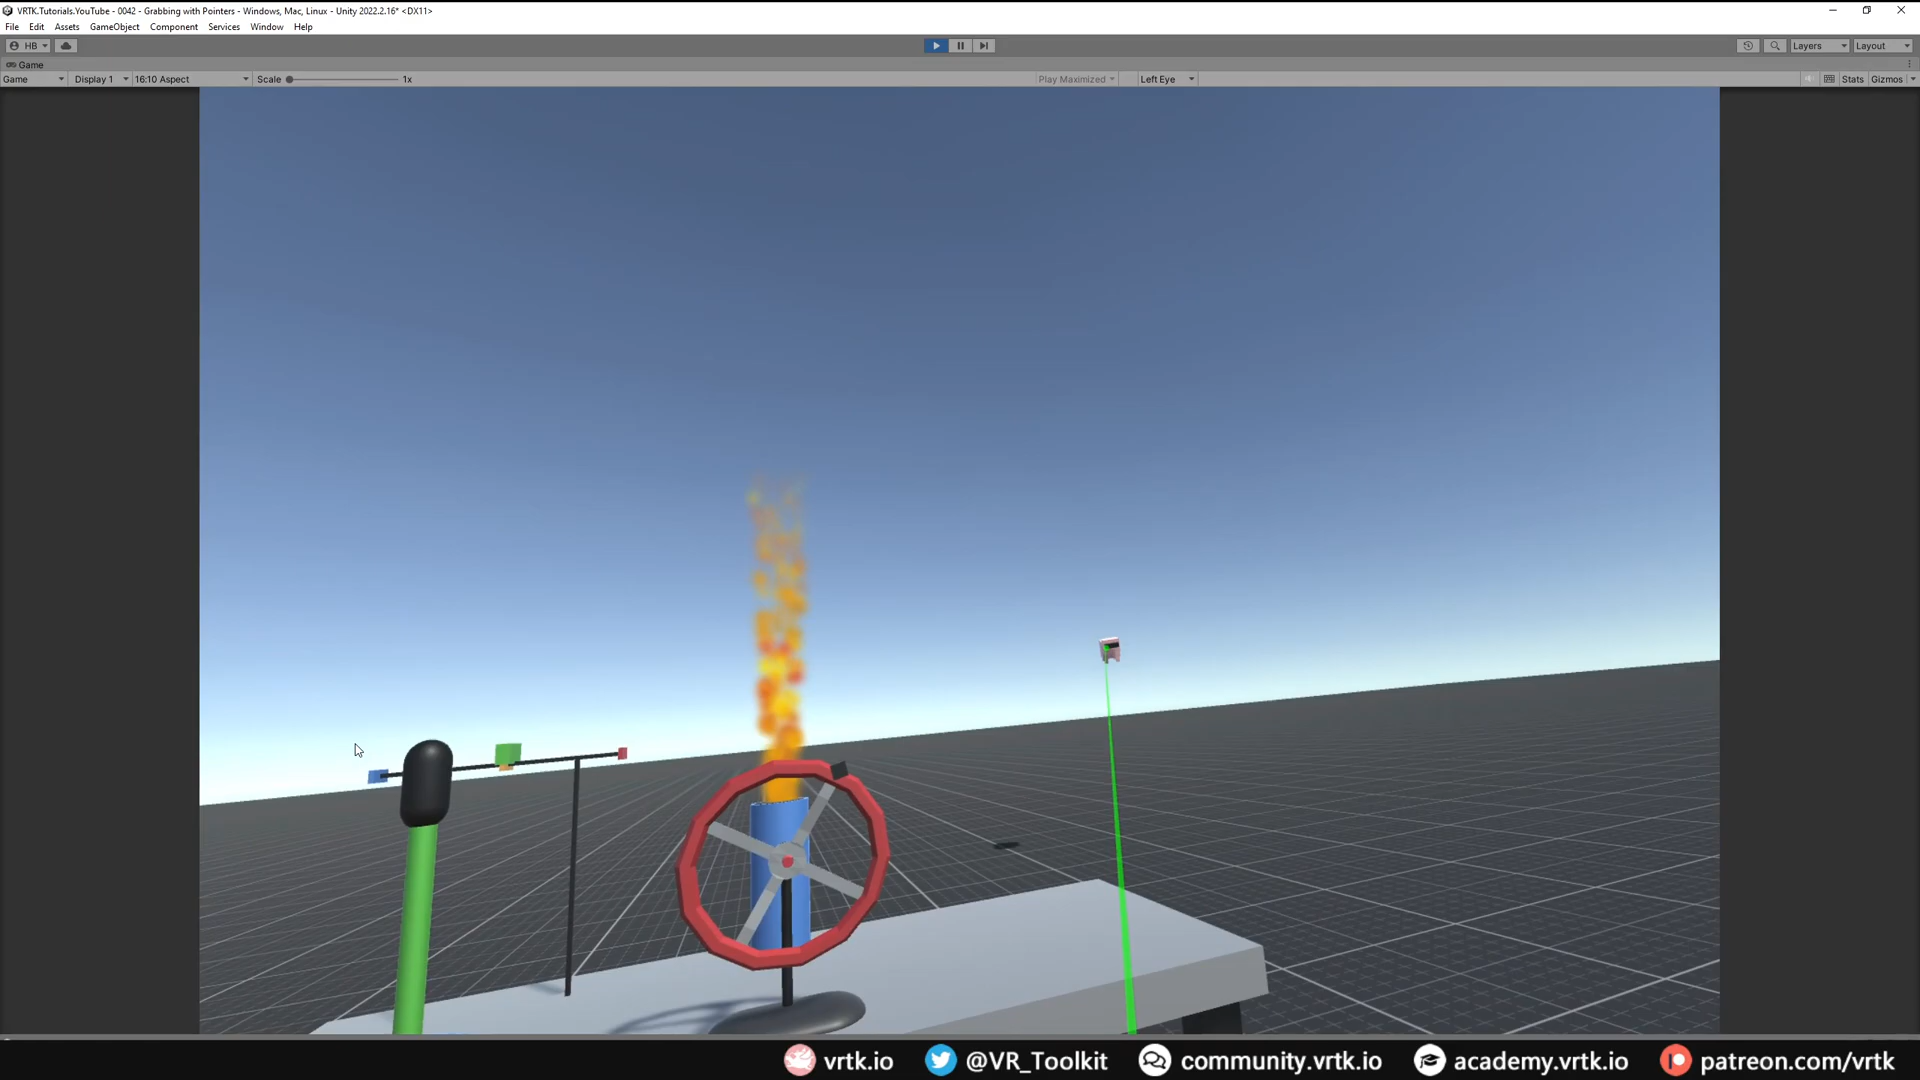 VRTK.Tutorials.YouTube - 0042 - Grabbing with Pointers - Windows, Mac, Linux - Unity 2022.2.16* <DX11>
File Edit Assets GameObject Component Services Window Help
HB Layers Layout
Game
Game Display 1 16:10 Aspect Scale 1x Play Maximized Left Eye Stats Gizmos
vrtk.io @VR_Toolkit community.vrtk.io academy.vrtk.io patreon.com/vrtk